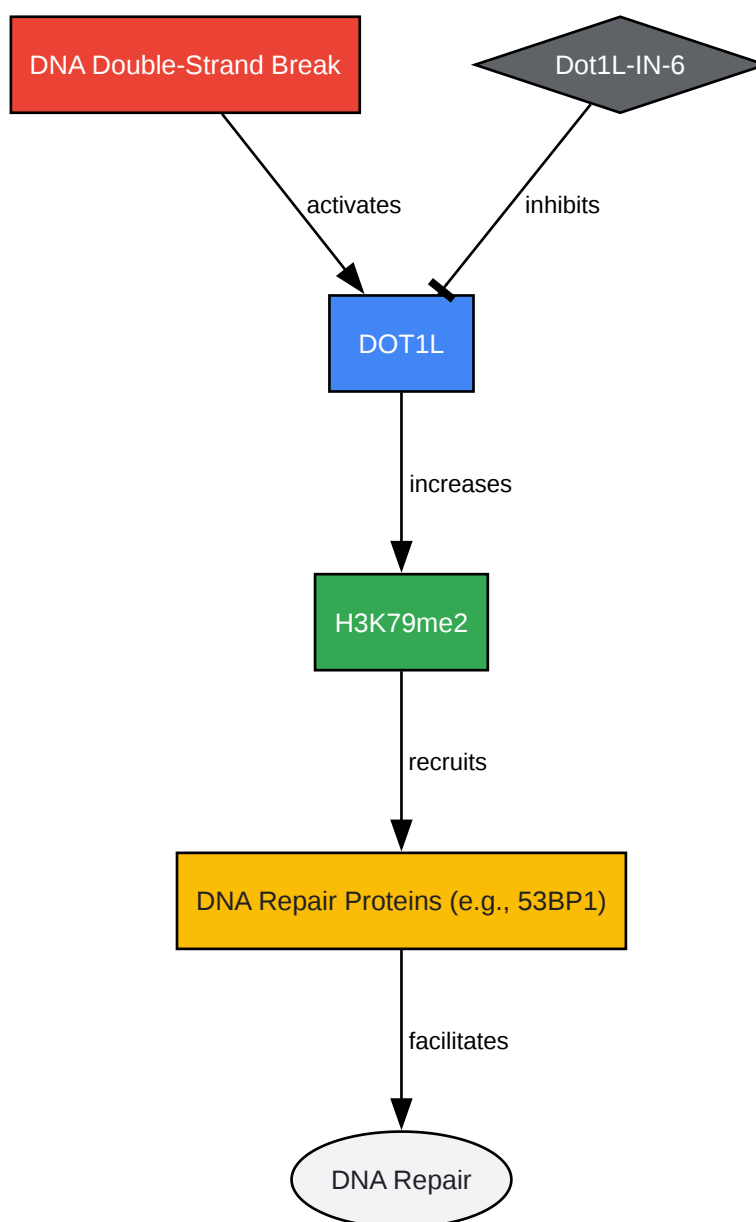 DNA Double-Strand Break
Dot1L-IN-6
activates
inhibits
DOT1L
increases
H3K79me2
recruits
DNA Repair Proteins (e.g., 53BP1)
facilitates
DNA Repair